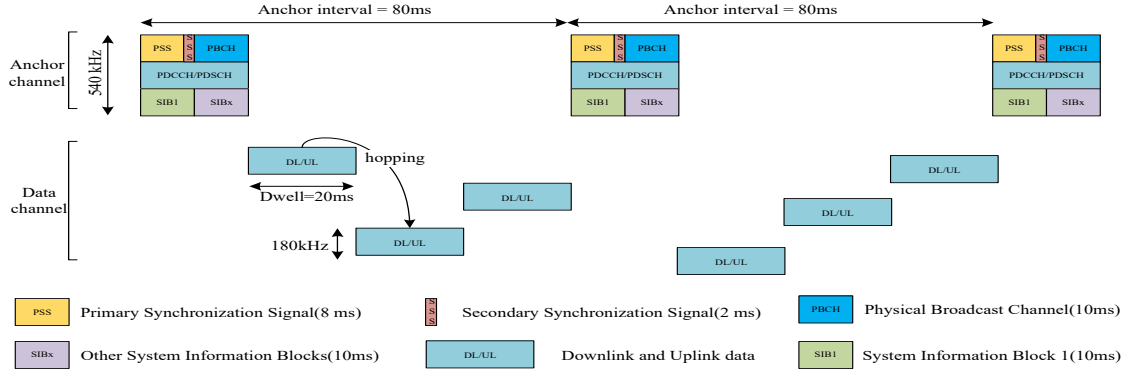 Anchor interval = 80ms
Anchor interval = 80ms
Anchor channel
540 kHz
PSS
SSS
PBCH
PDCCH/PDSCH
SIB1
SIBx
PSS
SSS
PBCH
PDCCH/PDSCH
SIB1
SIBx
PSS
SSS
PBCH
PDCCH/PDSCH
SIB1
SIBx
Data channel
DL/UL
hopping
Dwell=20ms
DL/UL
180kHz
DL/UL
DL/UL
DL/UL
DL/UL
PSS
Primary Synchronization Signal(8 ms)
SSS
Secondary Synchronization Signal(2 ms)
PBCH
Physical Broadcast Channel(10ms)
SIBx
Other System Information Blocks(10ms)
DL/UL
Downlink and Uplink data
SIB1
System Information Block 1(10ms)